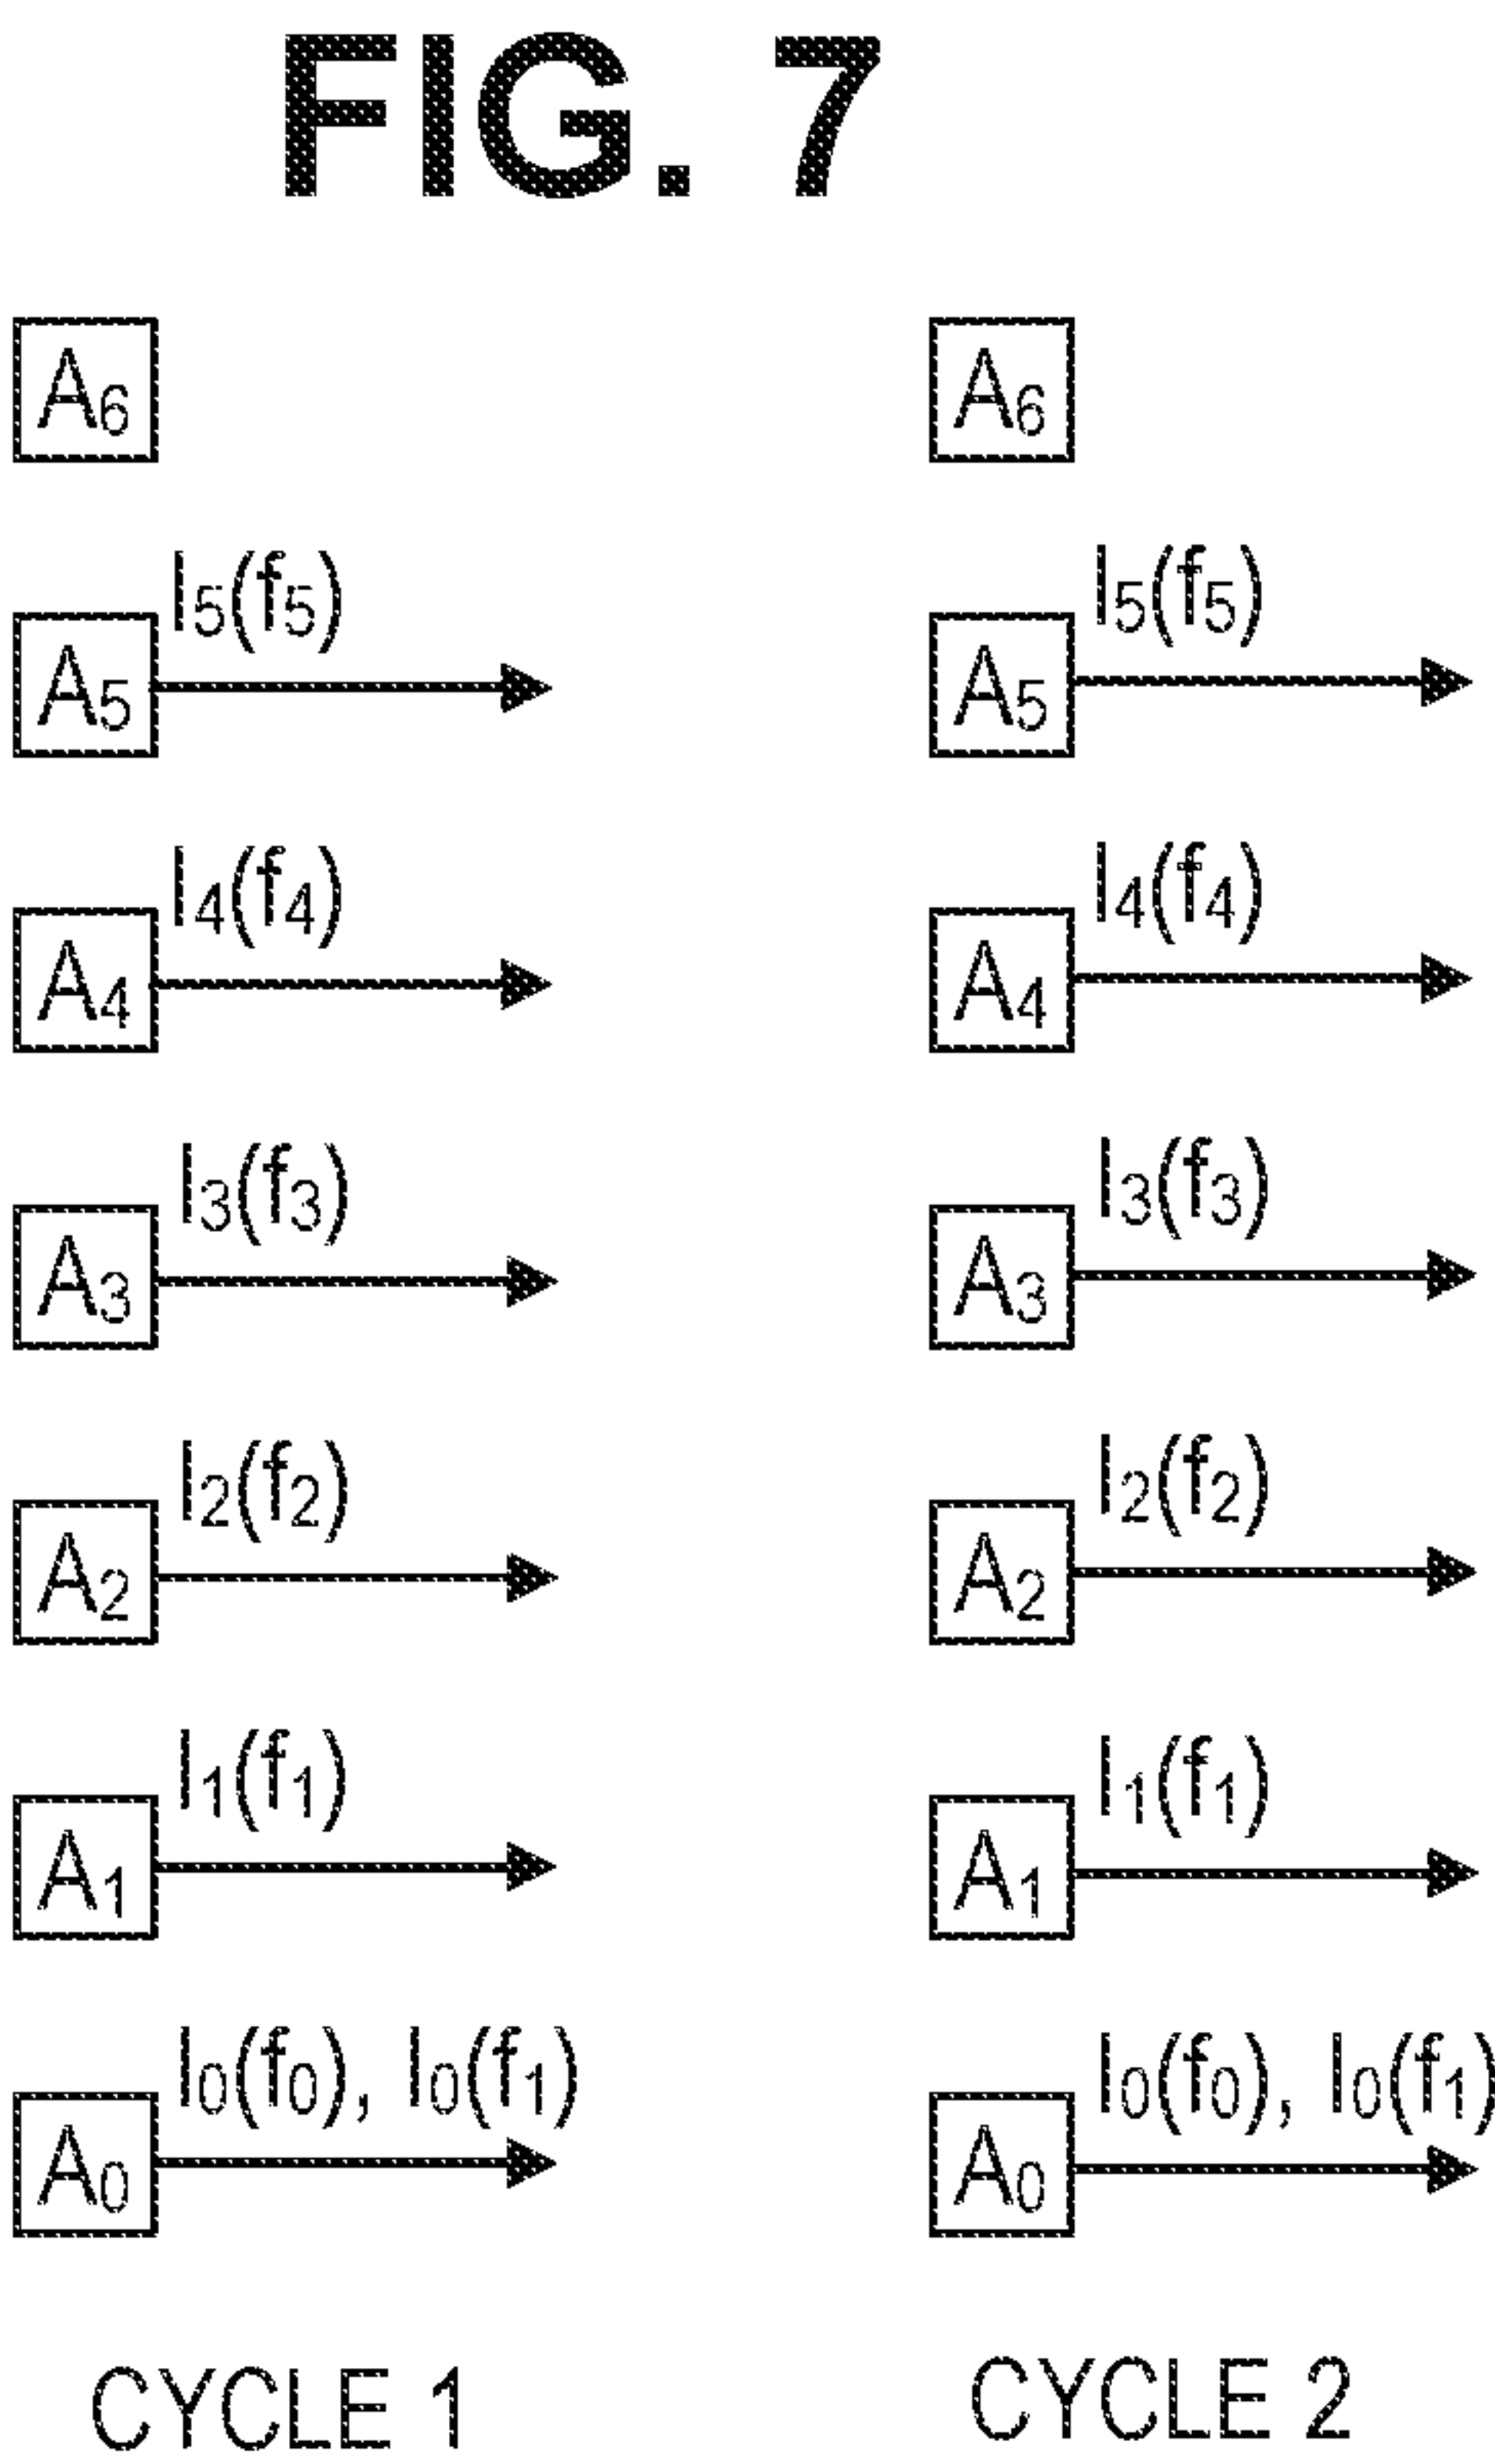 FIG. 7
A6 A6
I5(f5) I5(f5)
A5 A5
I4(f4) I4(f4)
A4 A4
I3(f3) I3(f3)
A3 A3
I2(f2) I2(f2)
A2 A2
I1(f1) I1(f1)
A1 A1
I0(f0), I0(f1) I0(f0), I0(f1)
A0 A0
CYCLE 1 CYCLE 2